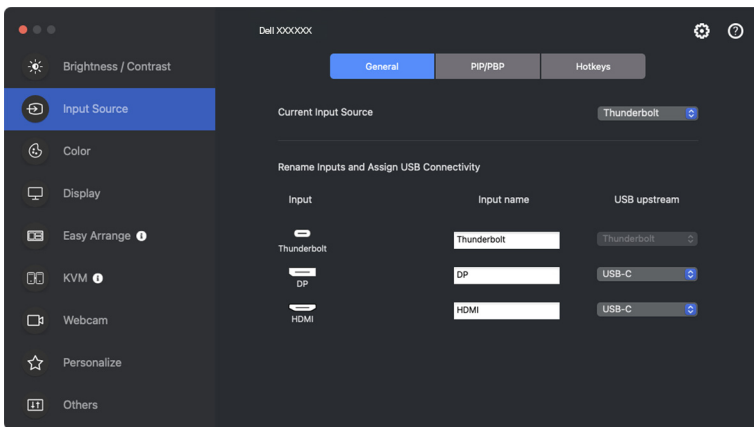 Dell XXXXXX
Brightness / Contrast
Input Source
Color
Display
Easy Arrange
KVM
Webcam
Personalize
Others
General PIP/PBP Hotkeys
Current Input Source Thunderbolt
Rename Inputs and Assign USB Connectivity
Input Input name USB upstream
Thunderbolt Thunderbolt Thunderbolt
DP DP USB-C
HDMI HDMI USB-C